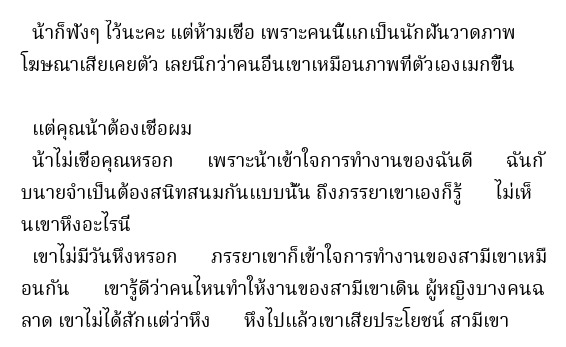 น้าก็ฟังๆ ไว้นะคะ แต่ห้ามเชื่อ เพราะคนนี้แกเป็นนักฝันวาดภาพ
โฆษณาเสียเคยตัว เลยนึกว่าคนอื่นเขาเหมือนภาพที่ตัวเองเมกขึ้น
แต่คุณน้าต้องเชื่อผม
น้าไม่เชื่อคุณหรอก เพราะน้าเข้าใจการทำงานของฉันดี ฉันกั
บนายจำเป็นต้องสนิทสนมกันแบบนั้น ถึงภรรยาเขาเองก็รู้ ไม่เห็
นเขาหึงอะไรนี่
เขาไม่มีวันหึงหรอก ภรรยาเขาก็เข้าใจการทำงานของสามีเขาเหมื
อนกัน เขารู้ดีว่าคนไหนทำให้งานของสามีเขาเดิน ผู้หญิงบางคนฉ
ลาด เขาไม่ได้สักแต่ว่าหึง หึงไปแล้วเขาเสียประโยชน์ สามีเขา